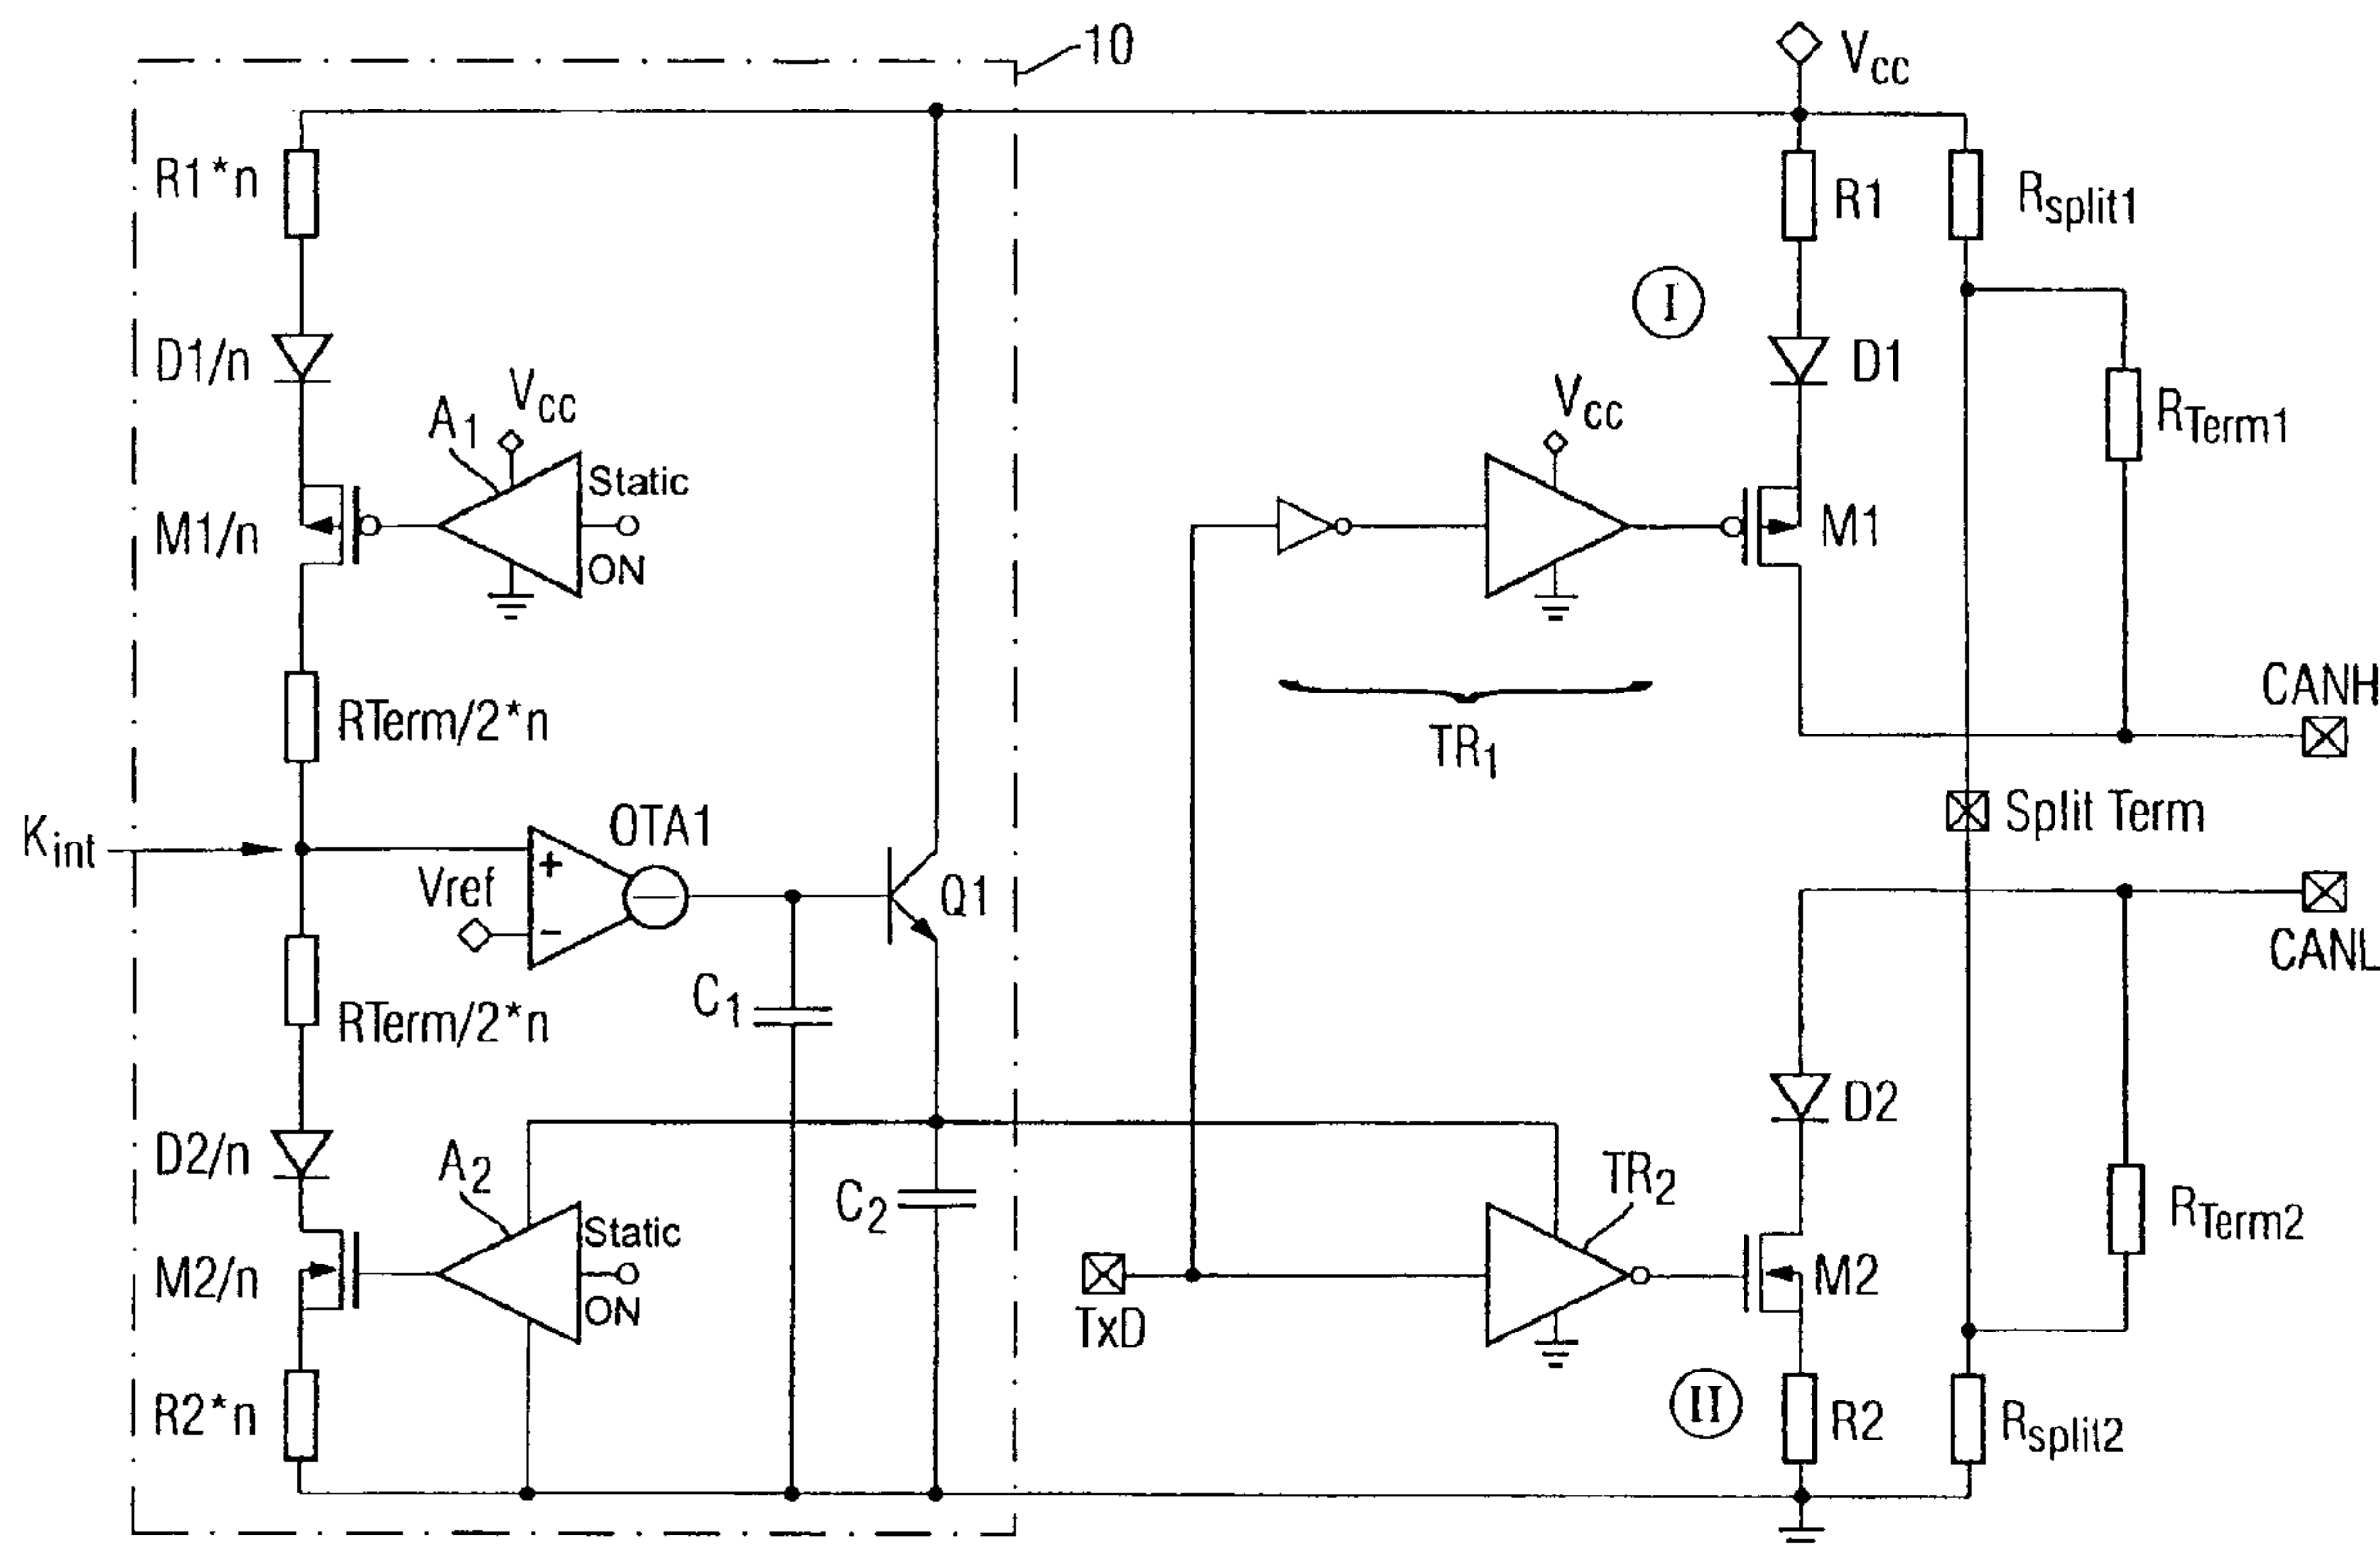 10
Vcc
R1*n
R1
Rsplit1
I
D1/n
D1
A1
Vcc
Vcc
RTerm1
Static
M1/n
M1
ON
CANH
RTerm/2*n
TR1
Split Term
OTA1
Kint
+
Vref
Q1
-
CANL
C1
RTerm/2*n
D2
D2/n
A2
TR2
C2
RTerm2
Static
M2/n
M2
ON
TxD
II
R2*n
R2
Rsplit2